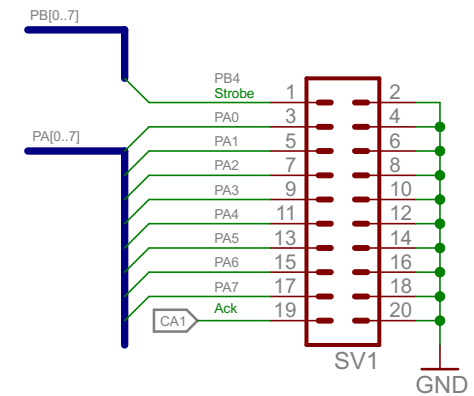 PB[0..7]
PB4
Strobe 1 2
PA0 3 4
PA[0..7]
PA1 5 6
PA2 7 8
PA3 9 10
PA4 11 12
PA5 13 14
PA6 15 16
PA7 17 18
CA1 Ack 19 20
SV1
GND